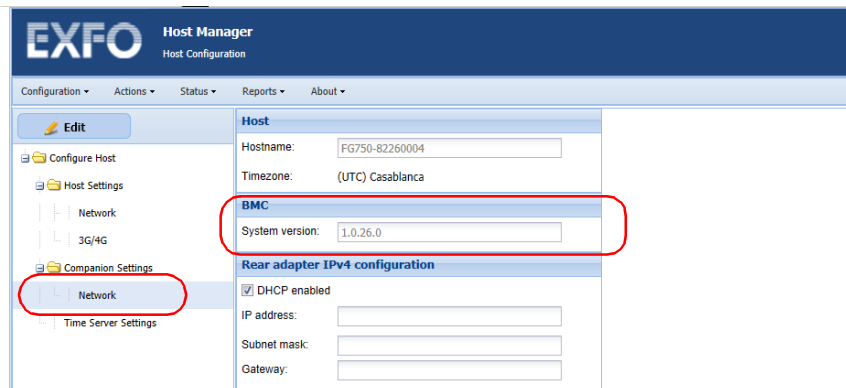 EXFO
Host Manager
Host Configuration
Configuration Actions Status Reports About
Edit
Configure Host
Host Settings
Network
3G/4G
Companion Settings
Network
Time Server Settings
Host
Hostname: FG750-82260004
Timezone: (UTC) Casablanca
BMC
System version: 1.0.26.0
Rear adapter IPv4 configuration
DHCP enabled
IP address:
Subnet mask:
Gateway: